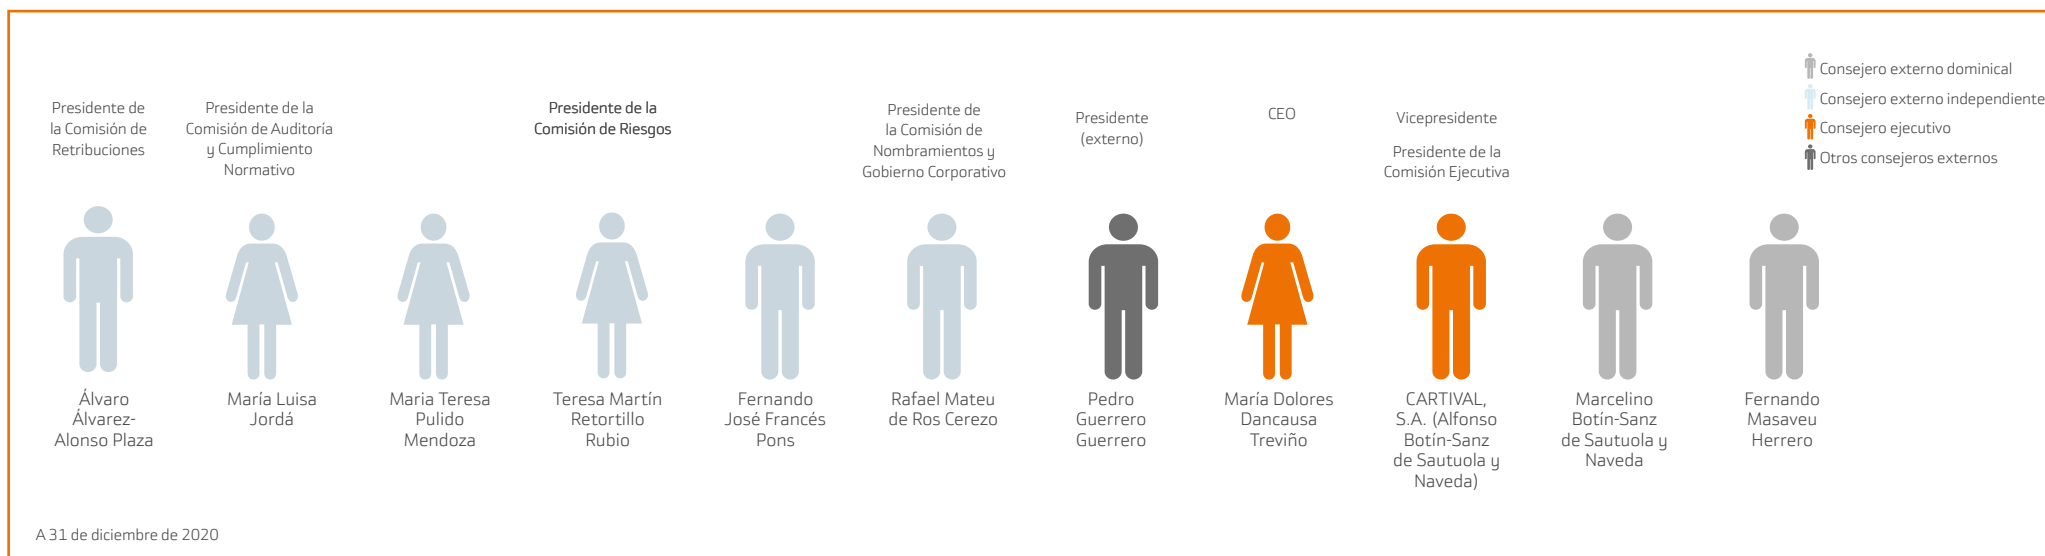 Consejero externo dominical
Consejero externo independiente
Consejero ejecutivo
Otros consejeros externos
Presidente de
la Comisión de
Retribuciones
Presidente de la
Comisión de Auditoría
y Cumplimiento
Normativo
Presidente de la
Comisión de Riesgos
Presidente de
la Comisión de
Nombramientos y
Gobierno Corporativo
Presidente
(externo)
CEO
Vicepresidente
Presidente de la
Comisión Ejecutiva
Álvaro
Álvarez-
Alonso Plaza
María Luisa
Jordá
Maria Teresa
Pulido
Mendoza
Teresa Martín
Retortillo
Rubio
Fernando
José Francés
Pons
Rafael Mateu
de Ros Cerezo
Pedro
Guerrero
Guerrero
María Dolores
Dancausa
Treviño
CARTIVAL,
S.A. (Alfonso
Botín-Sanz
de Sautuola y
Naveda)
Marcelino
Botín-Sanz
de Sautuola y
Naveda
Fernando
Masaveu
Herrero
A 31 de diciembre de 2020